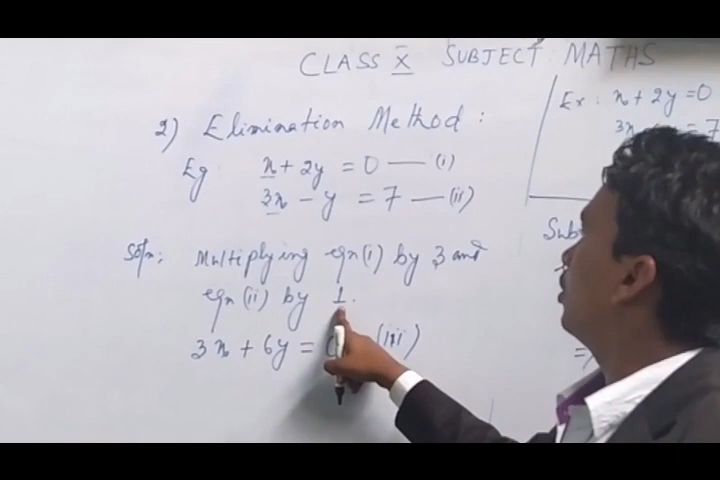 CLASS X SUBJECT MATHS
2) Elimination Method :
Eg x + 2y = 0 — (i)
3x - y = 7 — (ii)
Soln: Multiplying eqn(i) by 3 and
eqn (ii) by 1.
3x + 6y = (iii)
Ex: x + 2y = 0
3x = 7